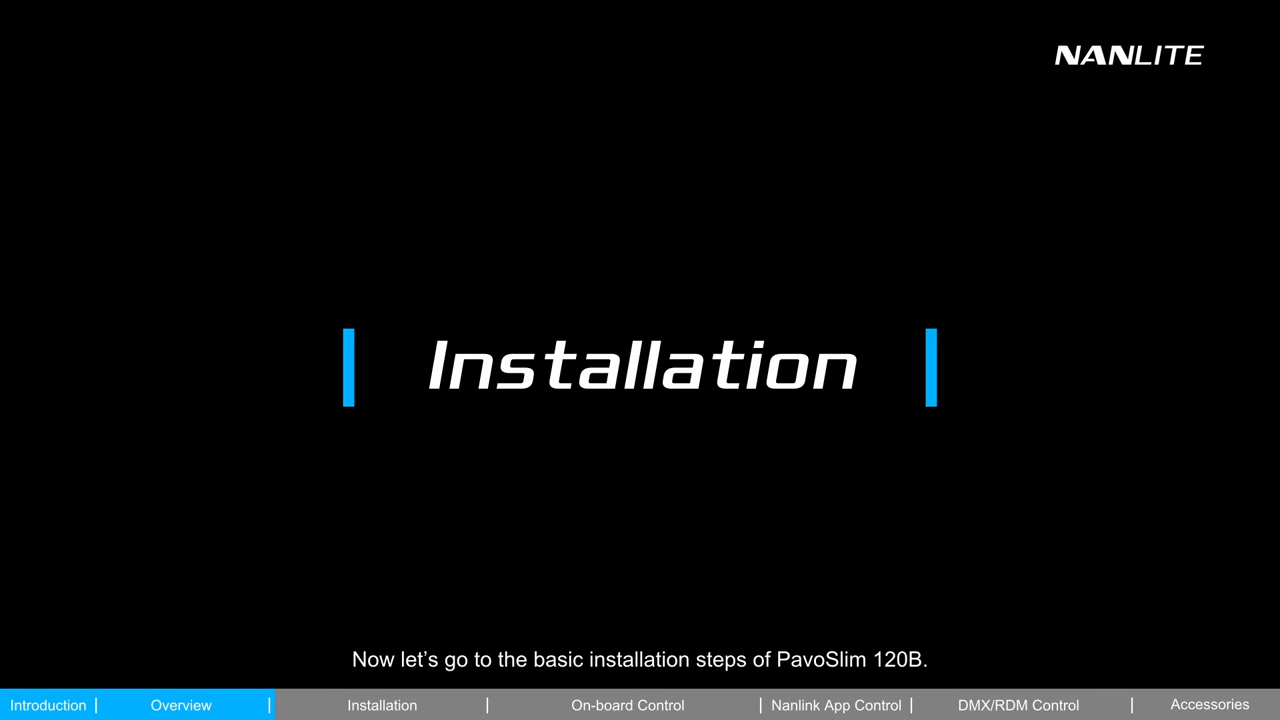 NANLITE
Installation
Now let’s go to the basic installation steps of PavoSlim 120B.
Introduction | Overview | Installation | On-board Control | Nanlink App Control | DMX/RDM Control | Accessories